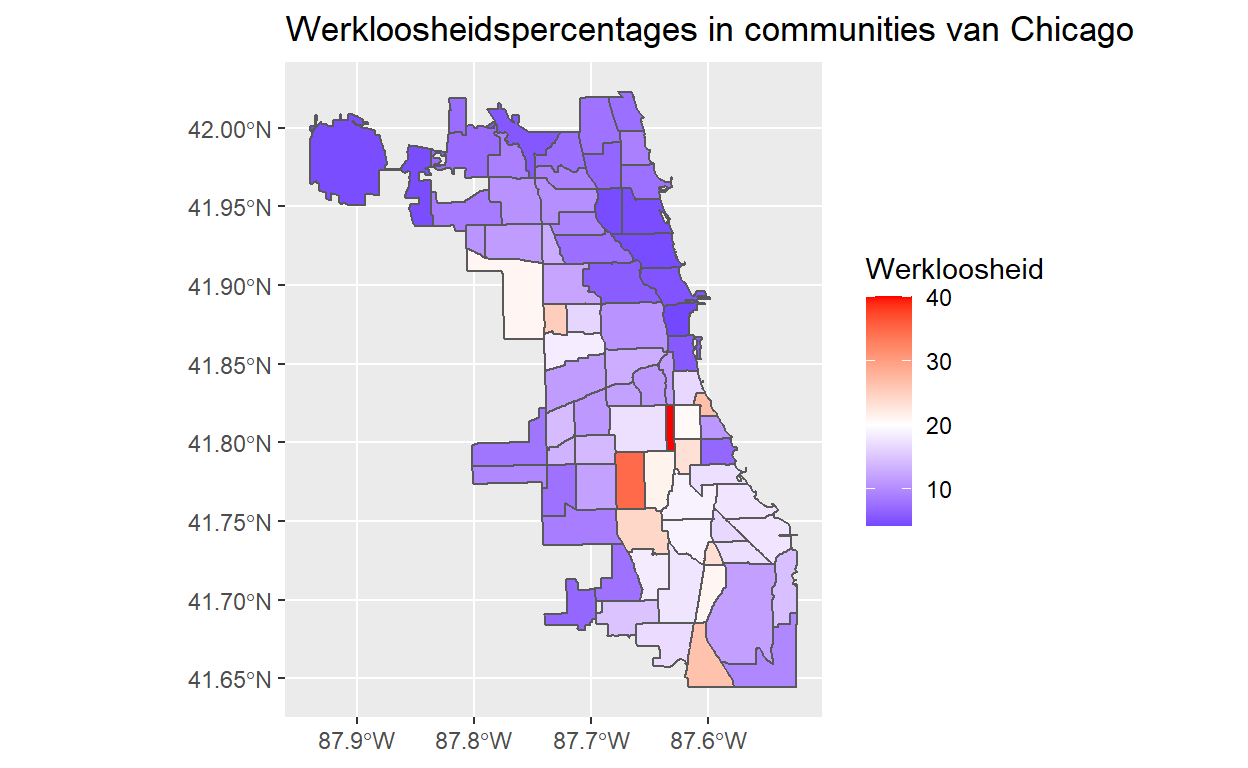 Werkloosheidspercentages in communities van Chicago
42.00°N
41.95°N
41.90°N
41.85°N
41.80°N
41.75°N
41.70°N
41.65°N
87.9°W 87.8°W 87.7°W 87.6°W
Werkloosheid
40
30
20
10